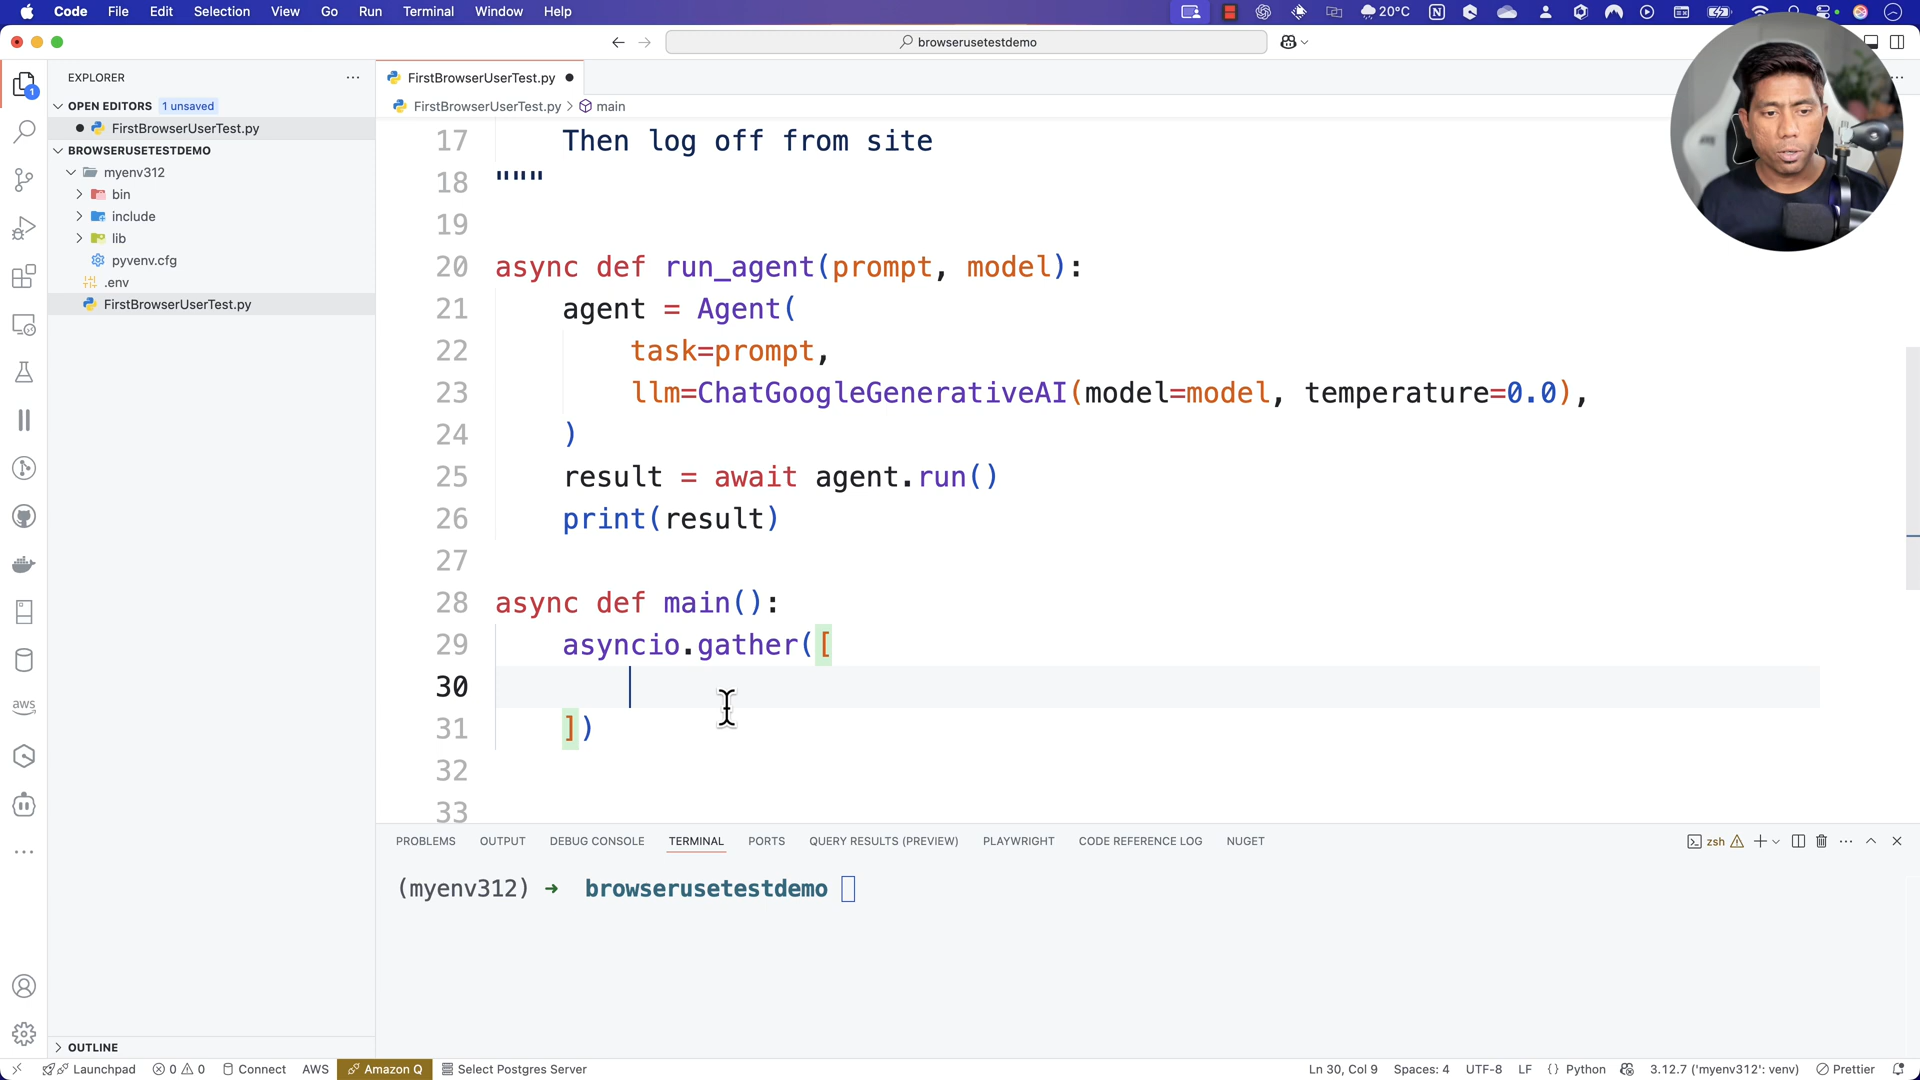 Code File Edit Selection View Go Run Terminal Window Help 20°C
browserusetestdemo
EXPLORER
FirstBrowserUserTest.py
OPEN EDITORS 1 unsaved
FirstBrowserUserTest.py > main
FirstBrowserUserTest.py
BROWSERUSETESTDEMO
myenv312
bin
include
lib
pyvenv.cfg
.env
FirstBrowserUserTest.py
17 Then log off from site
18 """
19
20 async def run_agent(prompt, model):
21 agent = Agent(
22 task=prompt,
23 llm=ChatGoogleGenerativeAI(model=model, temperature=0.0),
24 )
25 result = await agent.run()
26 print(result)
27
28 async def main():
29 asyncio.gather([
30
31 ])
32
33
aws
PROBLEMS OUTPUT DEBUG CONSOLE TERMINAL PORTS QUERY RESULTS (PREVIEW) PLAYWRIGHT CODE REFERENCE LOG NUGET zsh
(myenv312) → browserusetestdemo
OUTLINE
Launchpad 0 0 Connect AWS Amazon Q Select Postgres Server Ln 30, Col 9 Spaces: 4 UTF-8 LF {} Python 3.12.7 ('myenv312': venv) Prettier